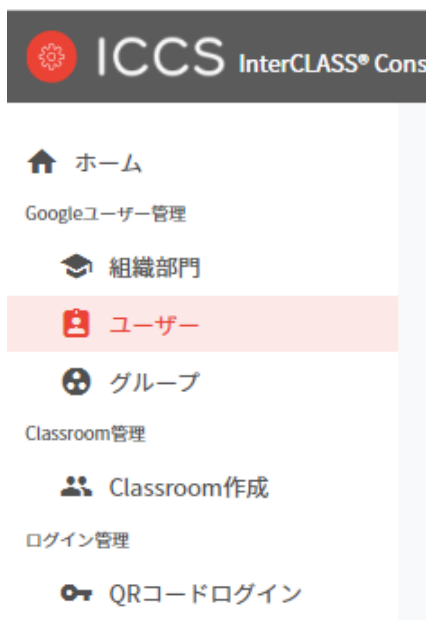 ICCS InterCLASS® Cons
ホーム
Googleユーザー管理
組織部門
ユーザー
グループ
Classroom管理
Classroom作成
ログイン管理
QRコードログイン